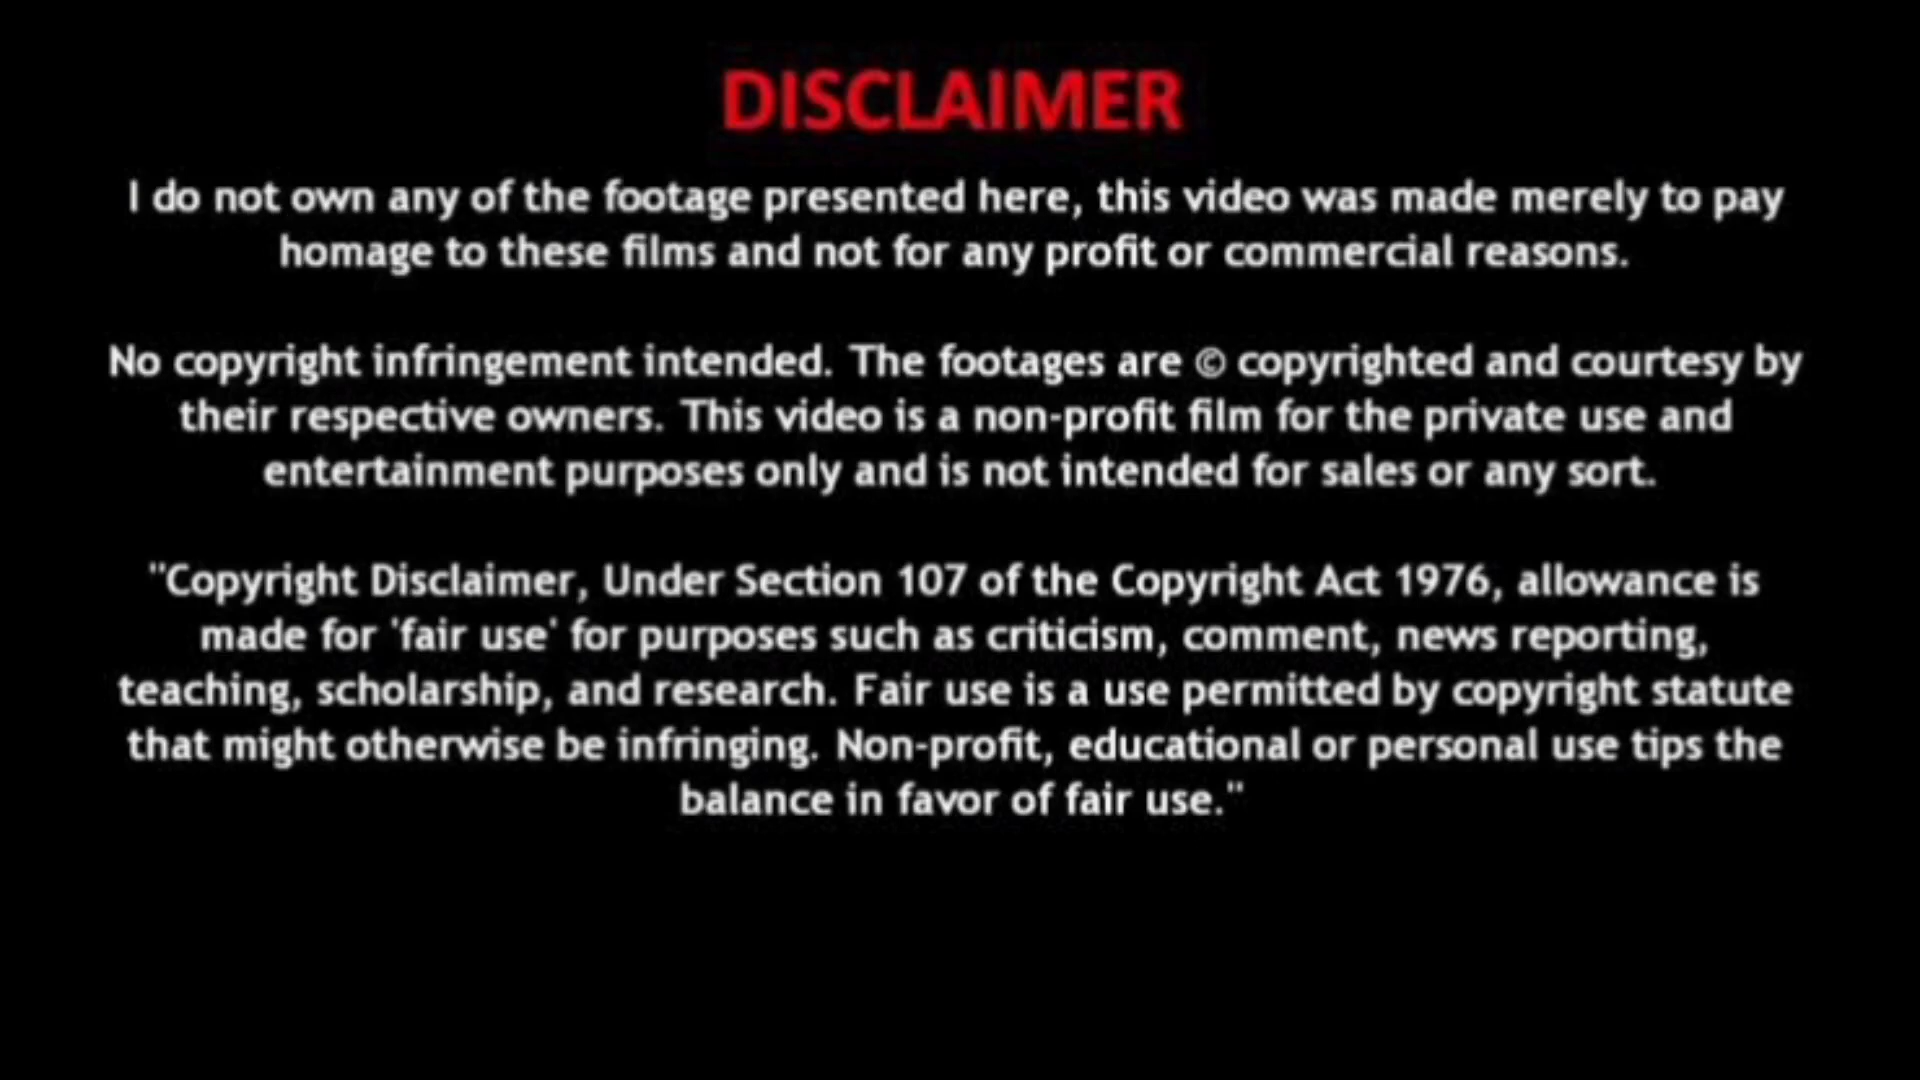 DISCLAIMER
I do not own any of the footage presented here, this video was made merely to pay
homage to these films and not for any profit or commercial reasons.
No copyright infringement intended. The footages are © copyrighted and courtesy by
their respective owners. This video is a non-profit film for the private use and
entertainment purposes only and is not intended for sales or any sort.
"Copyright Disclaimer, Under Section 107 of the Copyright Act 1976, allowance is
made for 'fair use' for purposes such as criticism, comment, news reporting,
teaching, scholarship, and research. Fair use is a use permitted by copyright statute
that might otherwise be infringing. Non-profit, educational or personal use tips the
balance in favor of fair use."